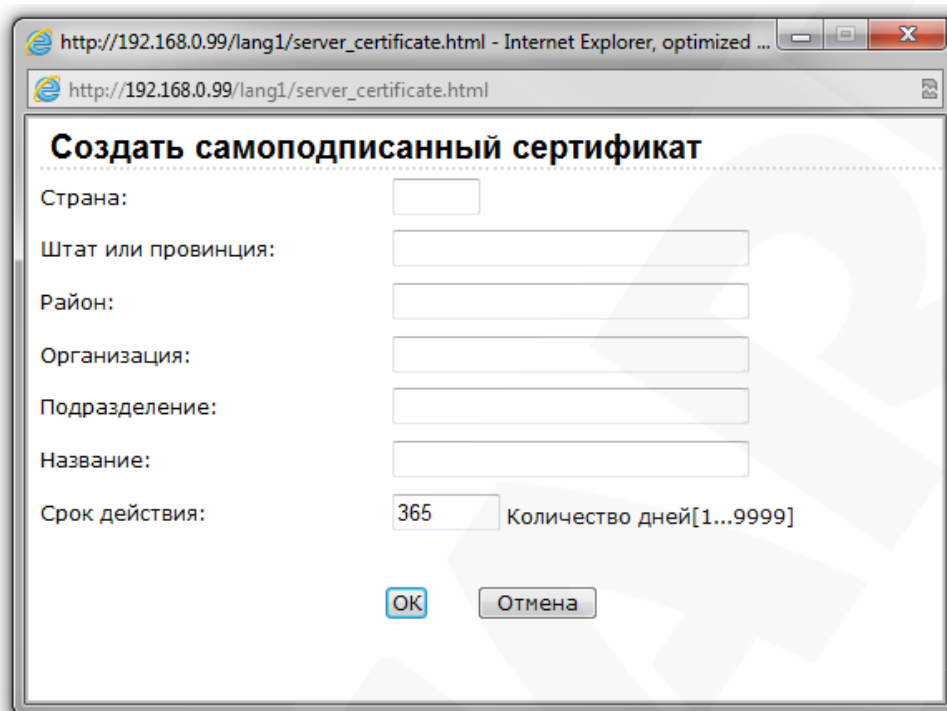 http://192.168.0.99/lang1/server_certificate.html - Internet Explorer, optimized ...
http://192.168.0.99/lang1/server_certificate.html
Создать самоподписанный сертификат
Страна:
Штат или провинция:
Район:
Организация:
Подразделение:
Название:
Срок действия: 365 Количество дней[1...9999]
OK Отмена